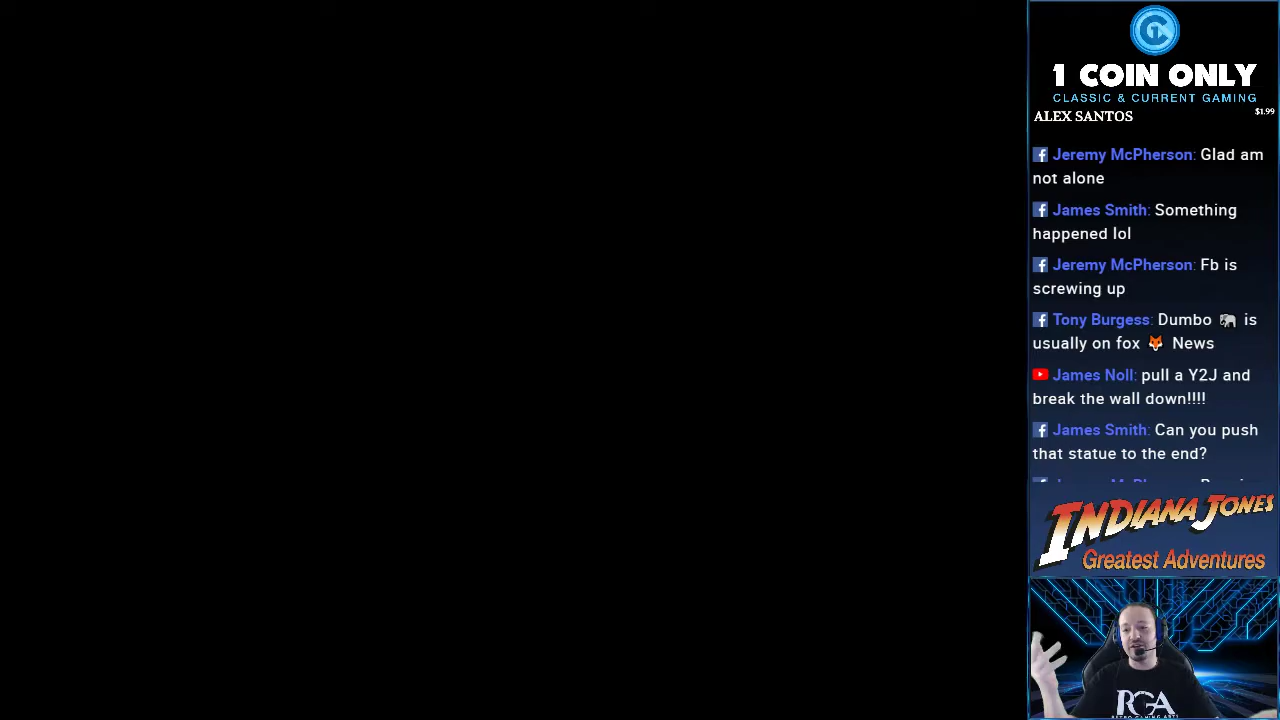 1 COIN ONLY
CLASSIC & CURRENT GAMING
ALEX SANTOS $1.99
Jeremy McPherson: Glad am
not alone
James Smith: Something
happened lol
Jeremy McPherson: Fb is
screwing up
Tony Burgess: Dumbo 🐘 is
usually on fox 🦊 News
James Noll: pull a Y2J and
break the wall down!!!!
James Smith: Can you push
that statue to the end?
INDIANA JONES
Greatest Adventures
RGA
RETRO GAMING ARTS